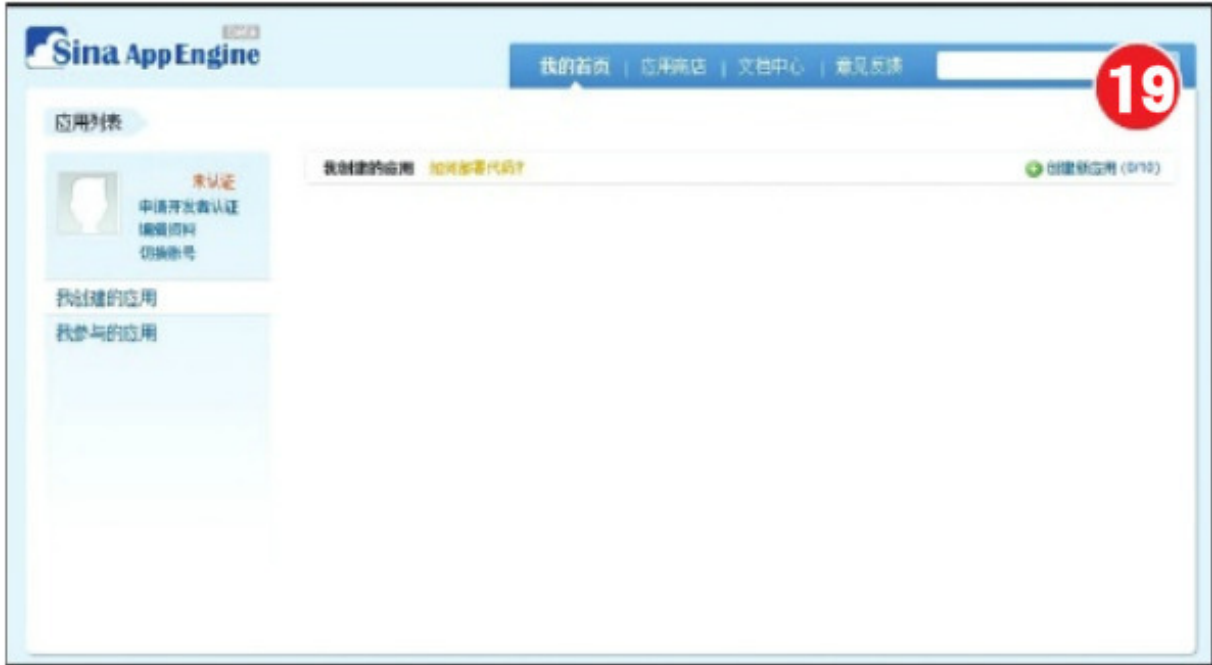 Beta
Sina App Engine
我的首页 | 应用商店 | 文档中心 | 意见反馈
19
应用列表
我创建的应用 如何部署代码?
创建新应用 (0/10)
未认证
申请开发者认证
编辑资料
切换账号
我创建的应用
我参与的应用